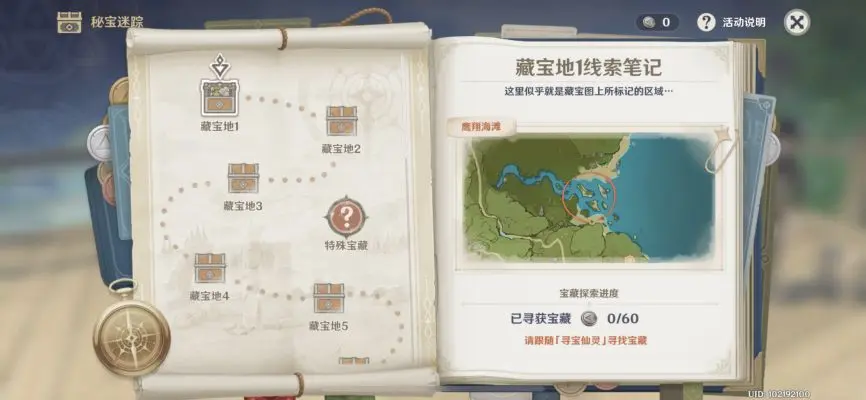 秘宝迷踪
0
? 活动说明
藏宝地1
藏宝地2
藏宝地3
?
特殊宝藏
藏宝地4
藏宝地5
藏宝地1线索笔记
这里似乎就是藏宝图上所标记的区域…
鹰翔海滩
宝藏探索进度
已寻获宝藏 0/60
请跟随「寻宝仙灵」寻找宝藏
UID: 102192100